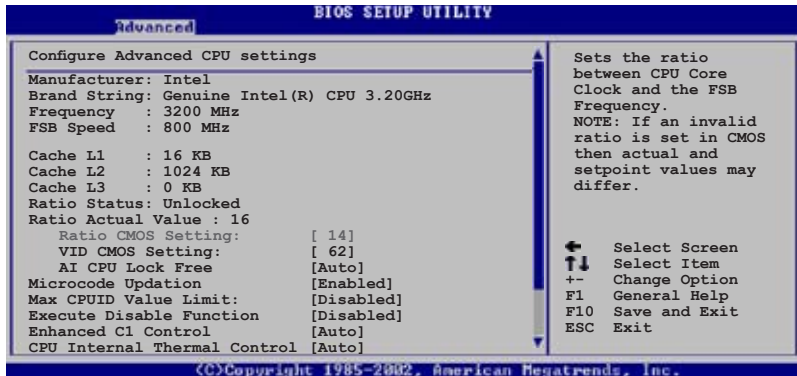 BIOS SETUP UTILITY
Advanced
Configure Advanced CPU settings
Manufacturer: Intel
Brand String: Genuine Intel(R) CPU 3.20GHz
Frequency : 3200 MHz
FSB Speed : 800 MHz
Cache L1 : 16 KB
Cache L2 : 1024 KB
Cache L3 : 0 KB
Ratio Status: Unlocked
Ratio Actual Value : 16
Ratio CMOS Setting: [ 14]
VID CMOS Setting: [ 62]
AI CPU Lock Free [Auto]
Microcode Updation [Enabled]
Max CPUID Value Limit: [Disabled]
Execute Disable Function [Disabled]
Enhanced C1 Control [Auto]
CPU Internal Thermal Control [Auto]
Sets the ratio
between CPU Core
Clock and the FSB
Frequency.
NOTE: If an invalid
ratio is set in CMOS
then actual and
setpoint values may
differ.
← Select Screen
↑↓ Select Item
+- Change Option
F1 General Help
F10 Save and Exit
ESC Exit
(C)Copyright 1985-2002, American Megatrends, Inc.